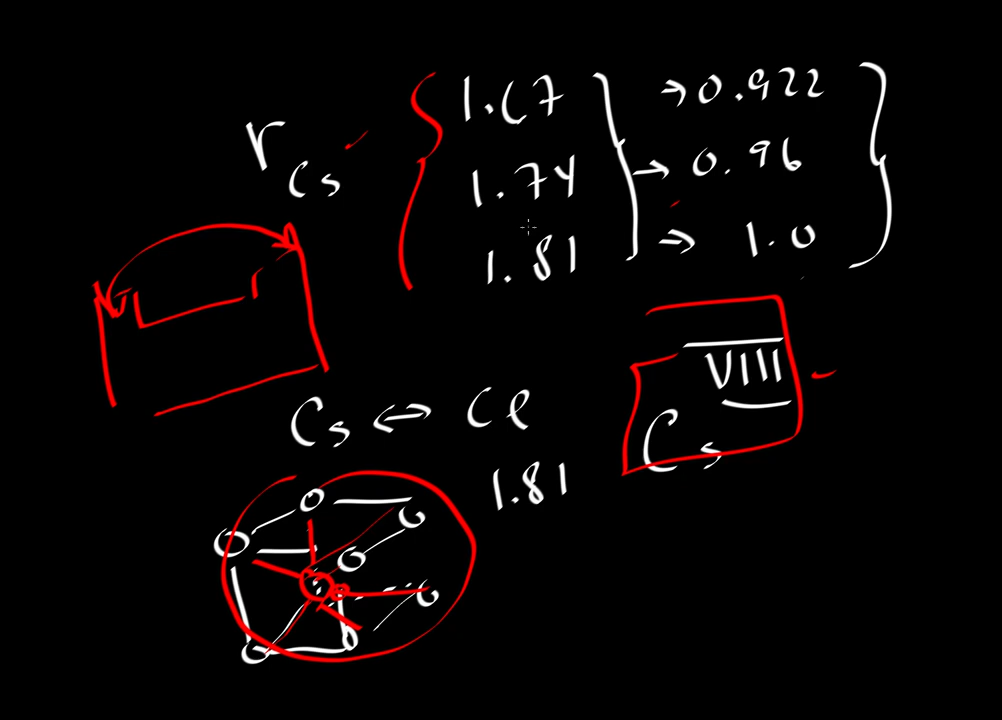 1.67 → 0.922
r Cs 1.74 → 0.96
1.81 → 1.0
VIII
Cs ↔ Cl Cs
1.81